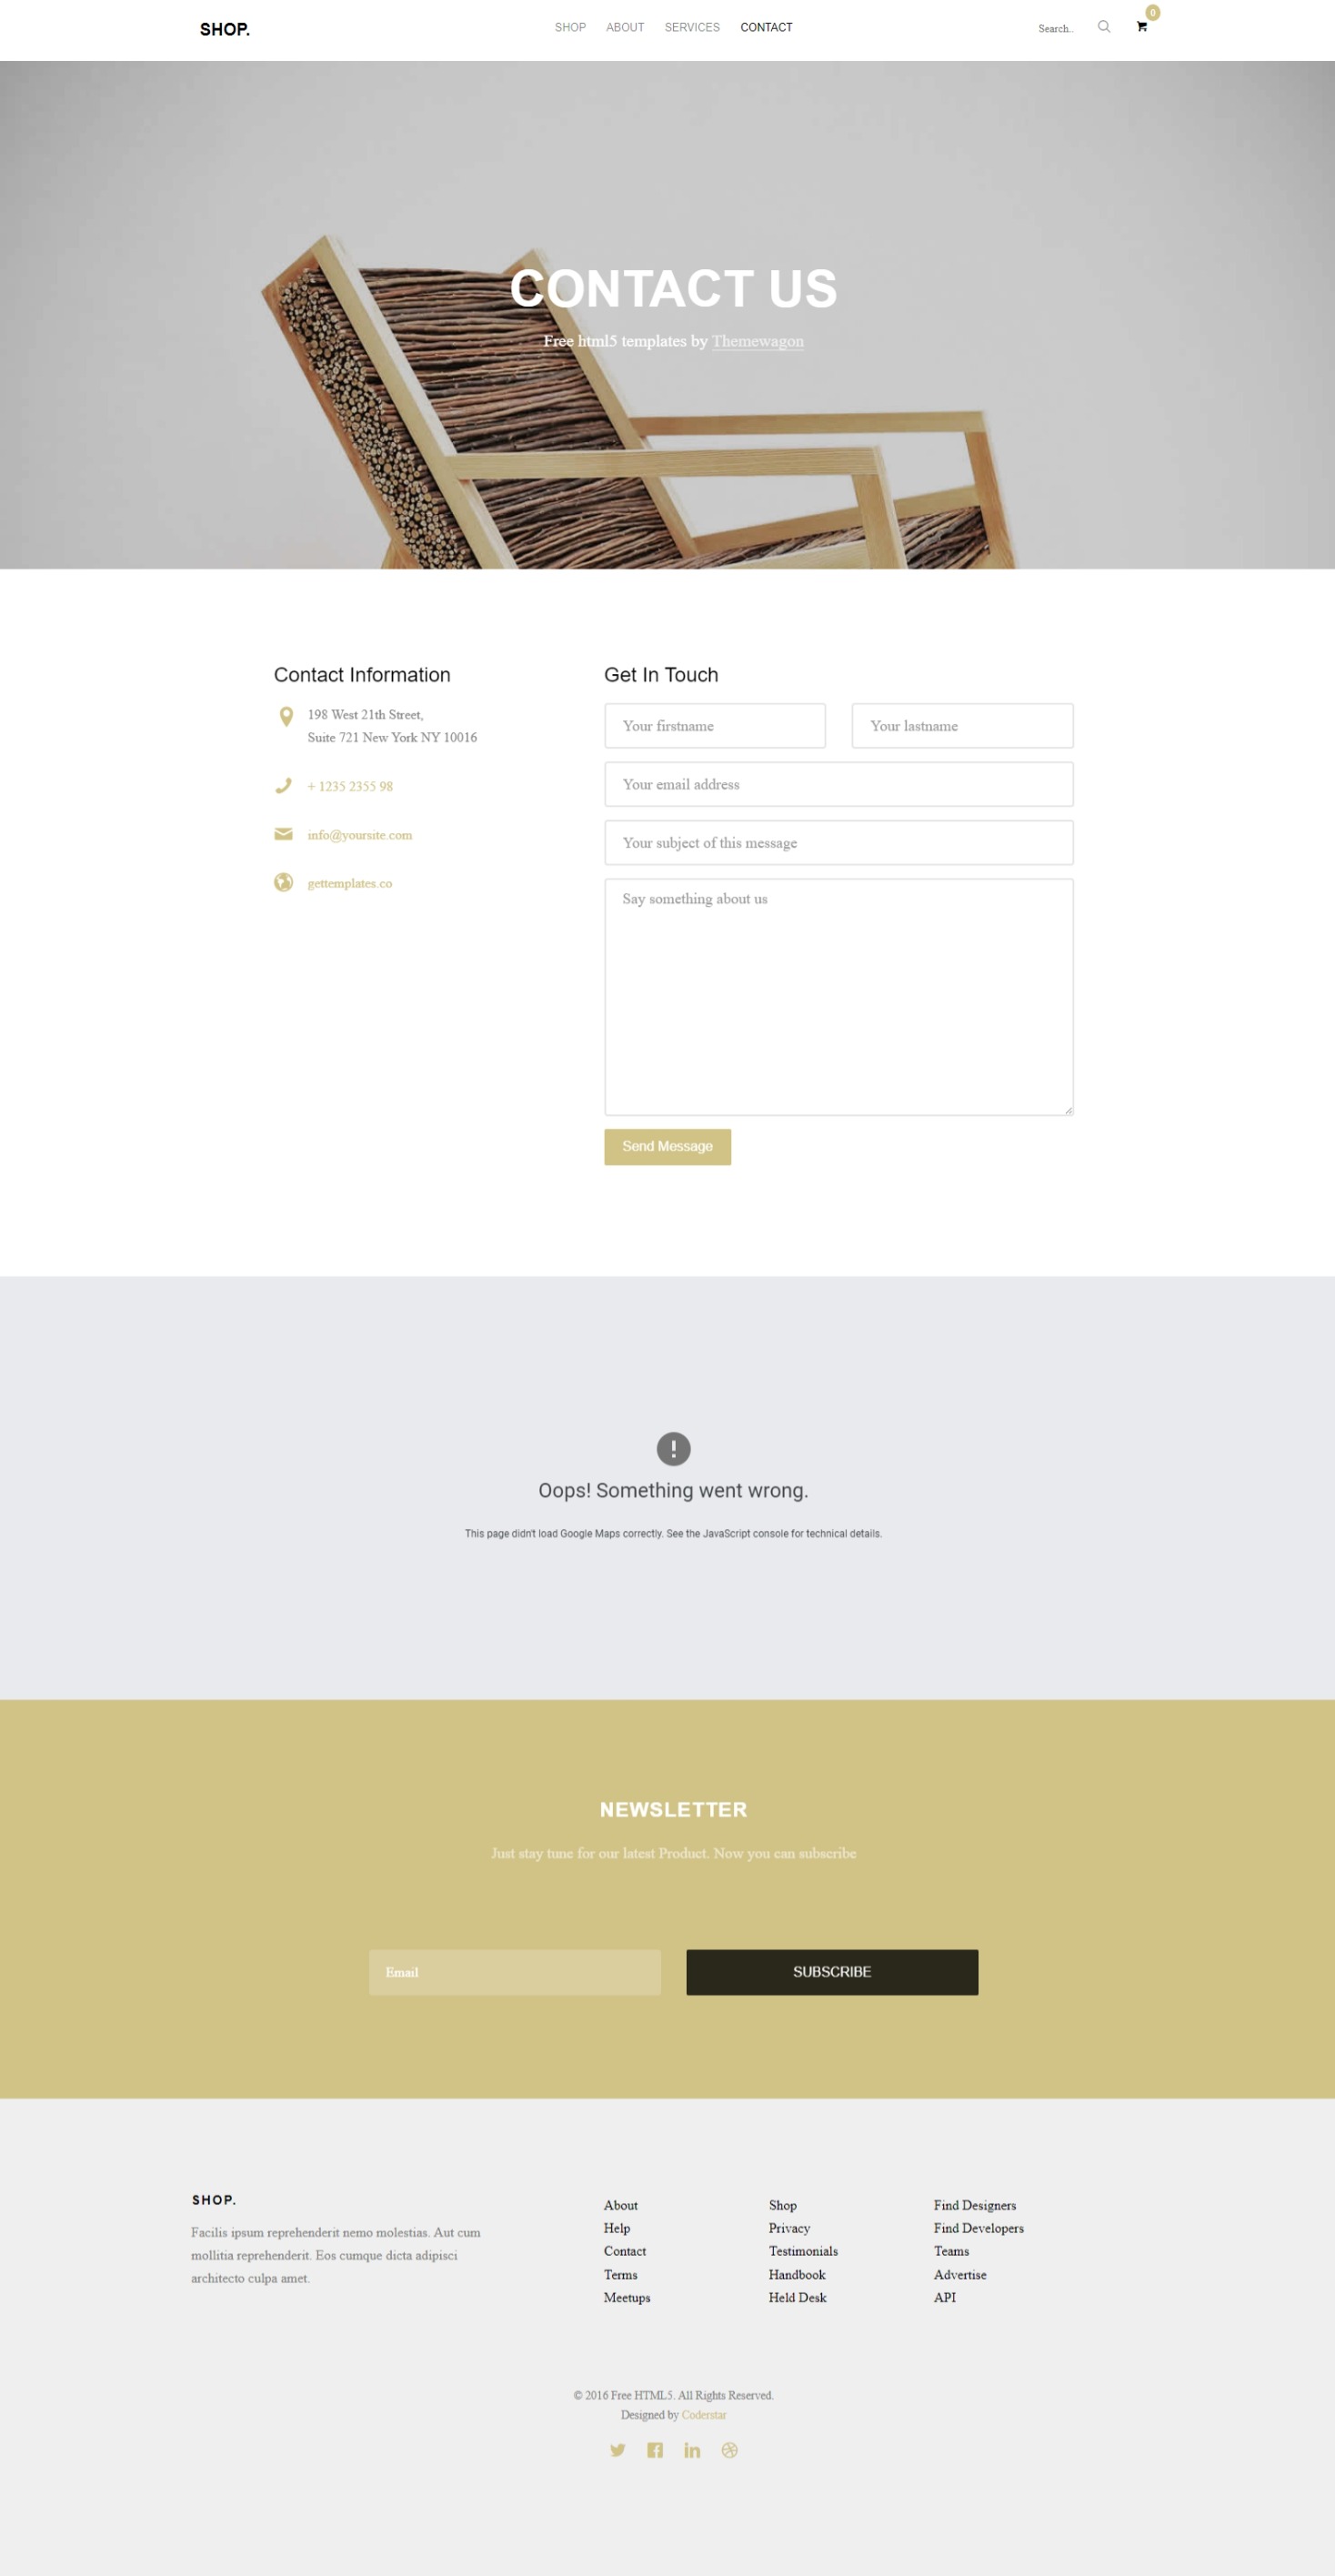 SHOP.
SHOP
ABOUT
SERVICES
CONTACT
Search..
0
CONTACT US
Free html5 templates by Themewagon
Contact Information
198 West 21th Street,
Suite 721 New York NY 10016
+ 1235 2355 98
info@yoursite.com
gettemplates.co
Get In Touch
Your firstname
Your lastname
Your email address
Your subject of this message
Say something about us
Send Message
Oops! Something went wrong.
This page didn't load Google Maps correctly. See the JavaScript console for technical details.
NEWSLETTER
Just stay tune for our latest Product. Now you can subscribe
Email
SUBSCRIBE
SHOP.
Facilis ipsum reprehenderit nemo molestias. Aut cum
mollitia reprehenderit. Eos cumque dicta adipisci
architecto culpa amet.
About
Help
Contact
Terms
Meetups
Shop
Privacy
Testimonials
Handbook
Held Desk
Find Designers
Find Developers
Teams
Advertise
API
© 2016 Free HTML5. All Rights Reserved.
Designed by Coderstar